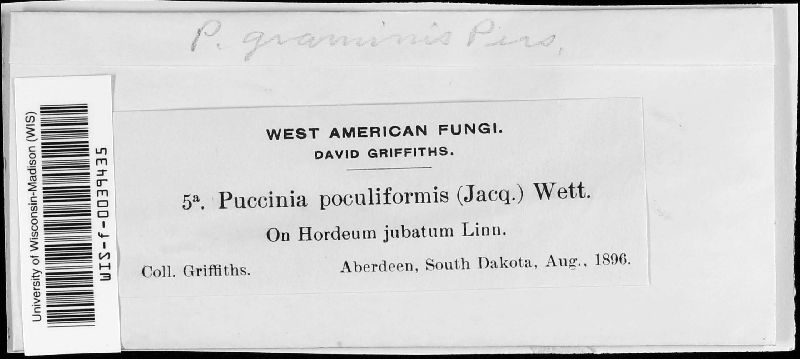 P. graminis Pers.
University of Wisconsin-Madison (WIS)
WIS-f-0039435
WEST AMERICAN FUNGI.
DAVID GRIFFITHS.
5ª. Puccinia poculiformis (Jacq.) Wett.
On Hordeum jubatum Linn.
Coll. Griffiths. Aberdeen, South Dakota, Aug., 1896.